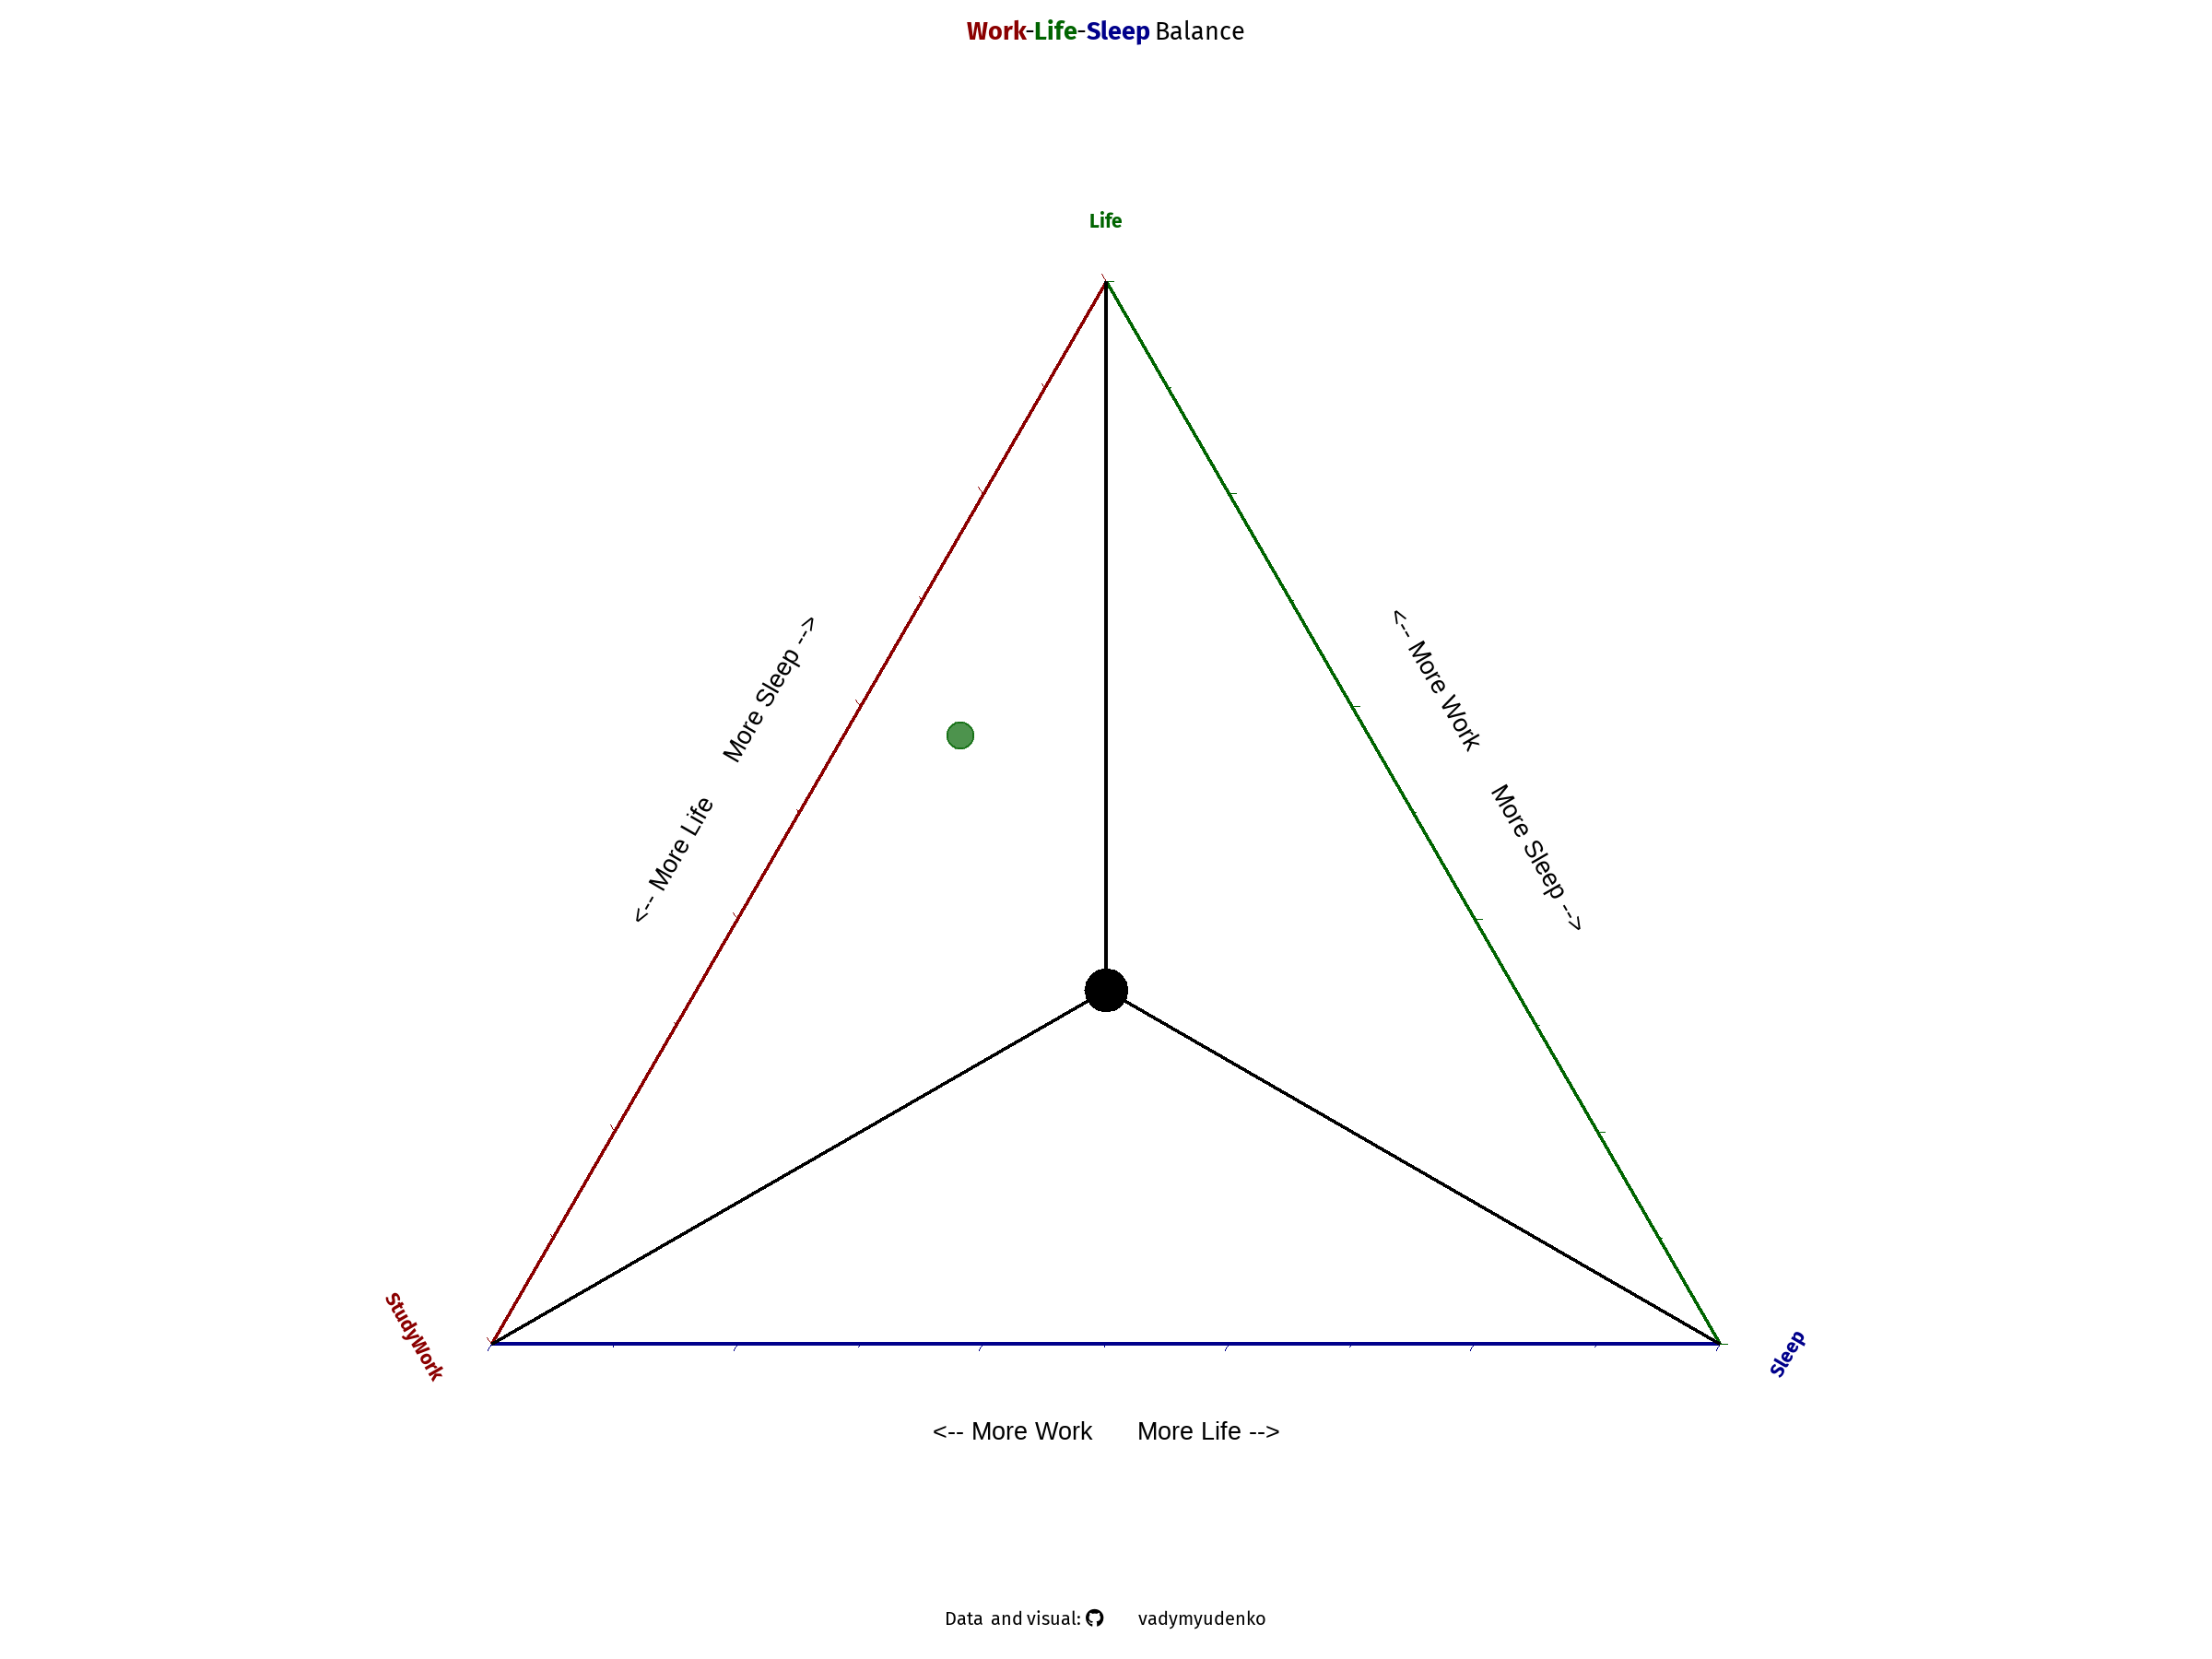 Work-Life-Sleep Balance
Life
<-- More Life    More Sleep -->
<-- More Work    More Sleep -->
StudyWork
Sleep
<-- More Work    More Life -->
Data and visual: vadymyudenko